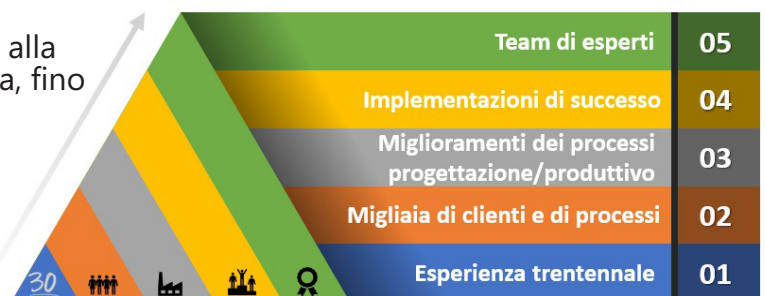 alla
a, fino
Team di esperti 05
Implementazioni di successo 04
Miglioramenti dei processi
progettazione/produttivo 03
Migliaia di clienti e di processi 02
30 Esperienza trentennale 01